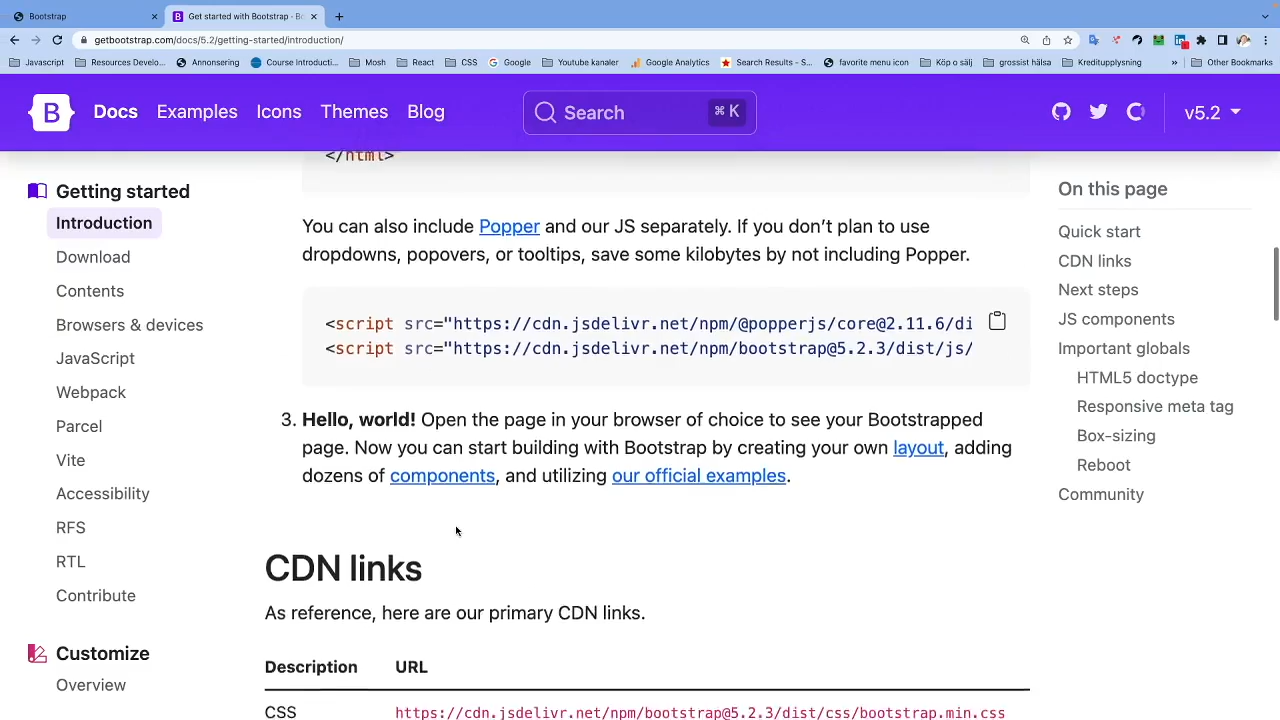 Bootstrap
Get started with Bootstrap - Bo
getbootstrap.com/docs/5.2/getting-started/introduction/
Javascript
Resources Develo...
Annonsering
Course Introducti...
Mosh
React
CSS
Google
Youtube kanaler
Google Analytics
Search Results - S...
favorite menu icon
Köp o sälj
grossist hälsa
Kreditupplysning
»
Other Bookmarks
B Docs Examples Icons Themes Blog
Search ⌘ K
v5.2
Getting started
Introduction
Download
Contents
Browsers & devices
JavaScript
Webpack
Parcel
Vite
Accessibility
RFS
RTL
Contribute
Customize
Overview
</html>
You can also include Popper and our JS separately. If you don’t plan to use
dropdowns, popovers, or tooltips, save some kilobytes by not including Popper.
<script src="https://cdn.jsdelivr.net/npm/@popperjs/core@2.11.6/di
<script src="https://cdn.jsdelivr.net/npm/bootstrap@5.2.3/dist/js/
3. Hello, world! Open the page in your browser of choice to see your Bootstrapped
page. Now you can start building with Bootstrap by creating your own layout, adding
dozens of components, and utilizing our official examples.
CDN links
As reference, here are our primary CDN links.
Description URL
CSS https://cdn.jsdelivr.net/npm/bootstrap@5.2.3/dist/css/bootstrap.min.css
On this page
Quick start
CDN links
Next steps
JS components
Important globals
HTML5 doctype
Responsive meta tag
Box-sizing
Reboot
Community